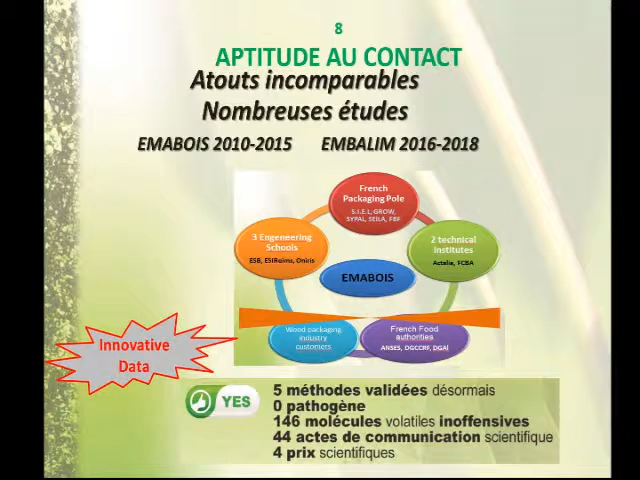 8
APTITUDE AU CONTACT
Atouts incomparables
Nombreuses études
EMABOIS 2010-2015 EMBALIM 2016-2018
French
Packaging Pole
S.I.E.L, GROW,
SYPAL, SEILA, FBF
3 Engeneering
Schools
ESB, ESIReims, Oniris
2 technical
institutes
Actalia, FCBA
EMABOIS
Wood packaging
industry
customers
French Food
authorities
ANSES, DGCCRF, DGAl
Innovative
Data
YES
5 méthodes validées désormais
0 pathogène
146 molécules volatiles inoffensives
44 actes de communication scientifique
4 prix scientifiques